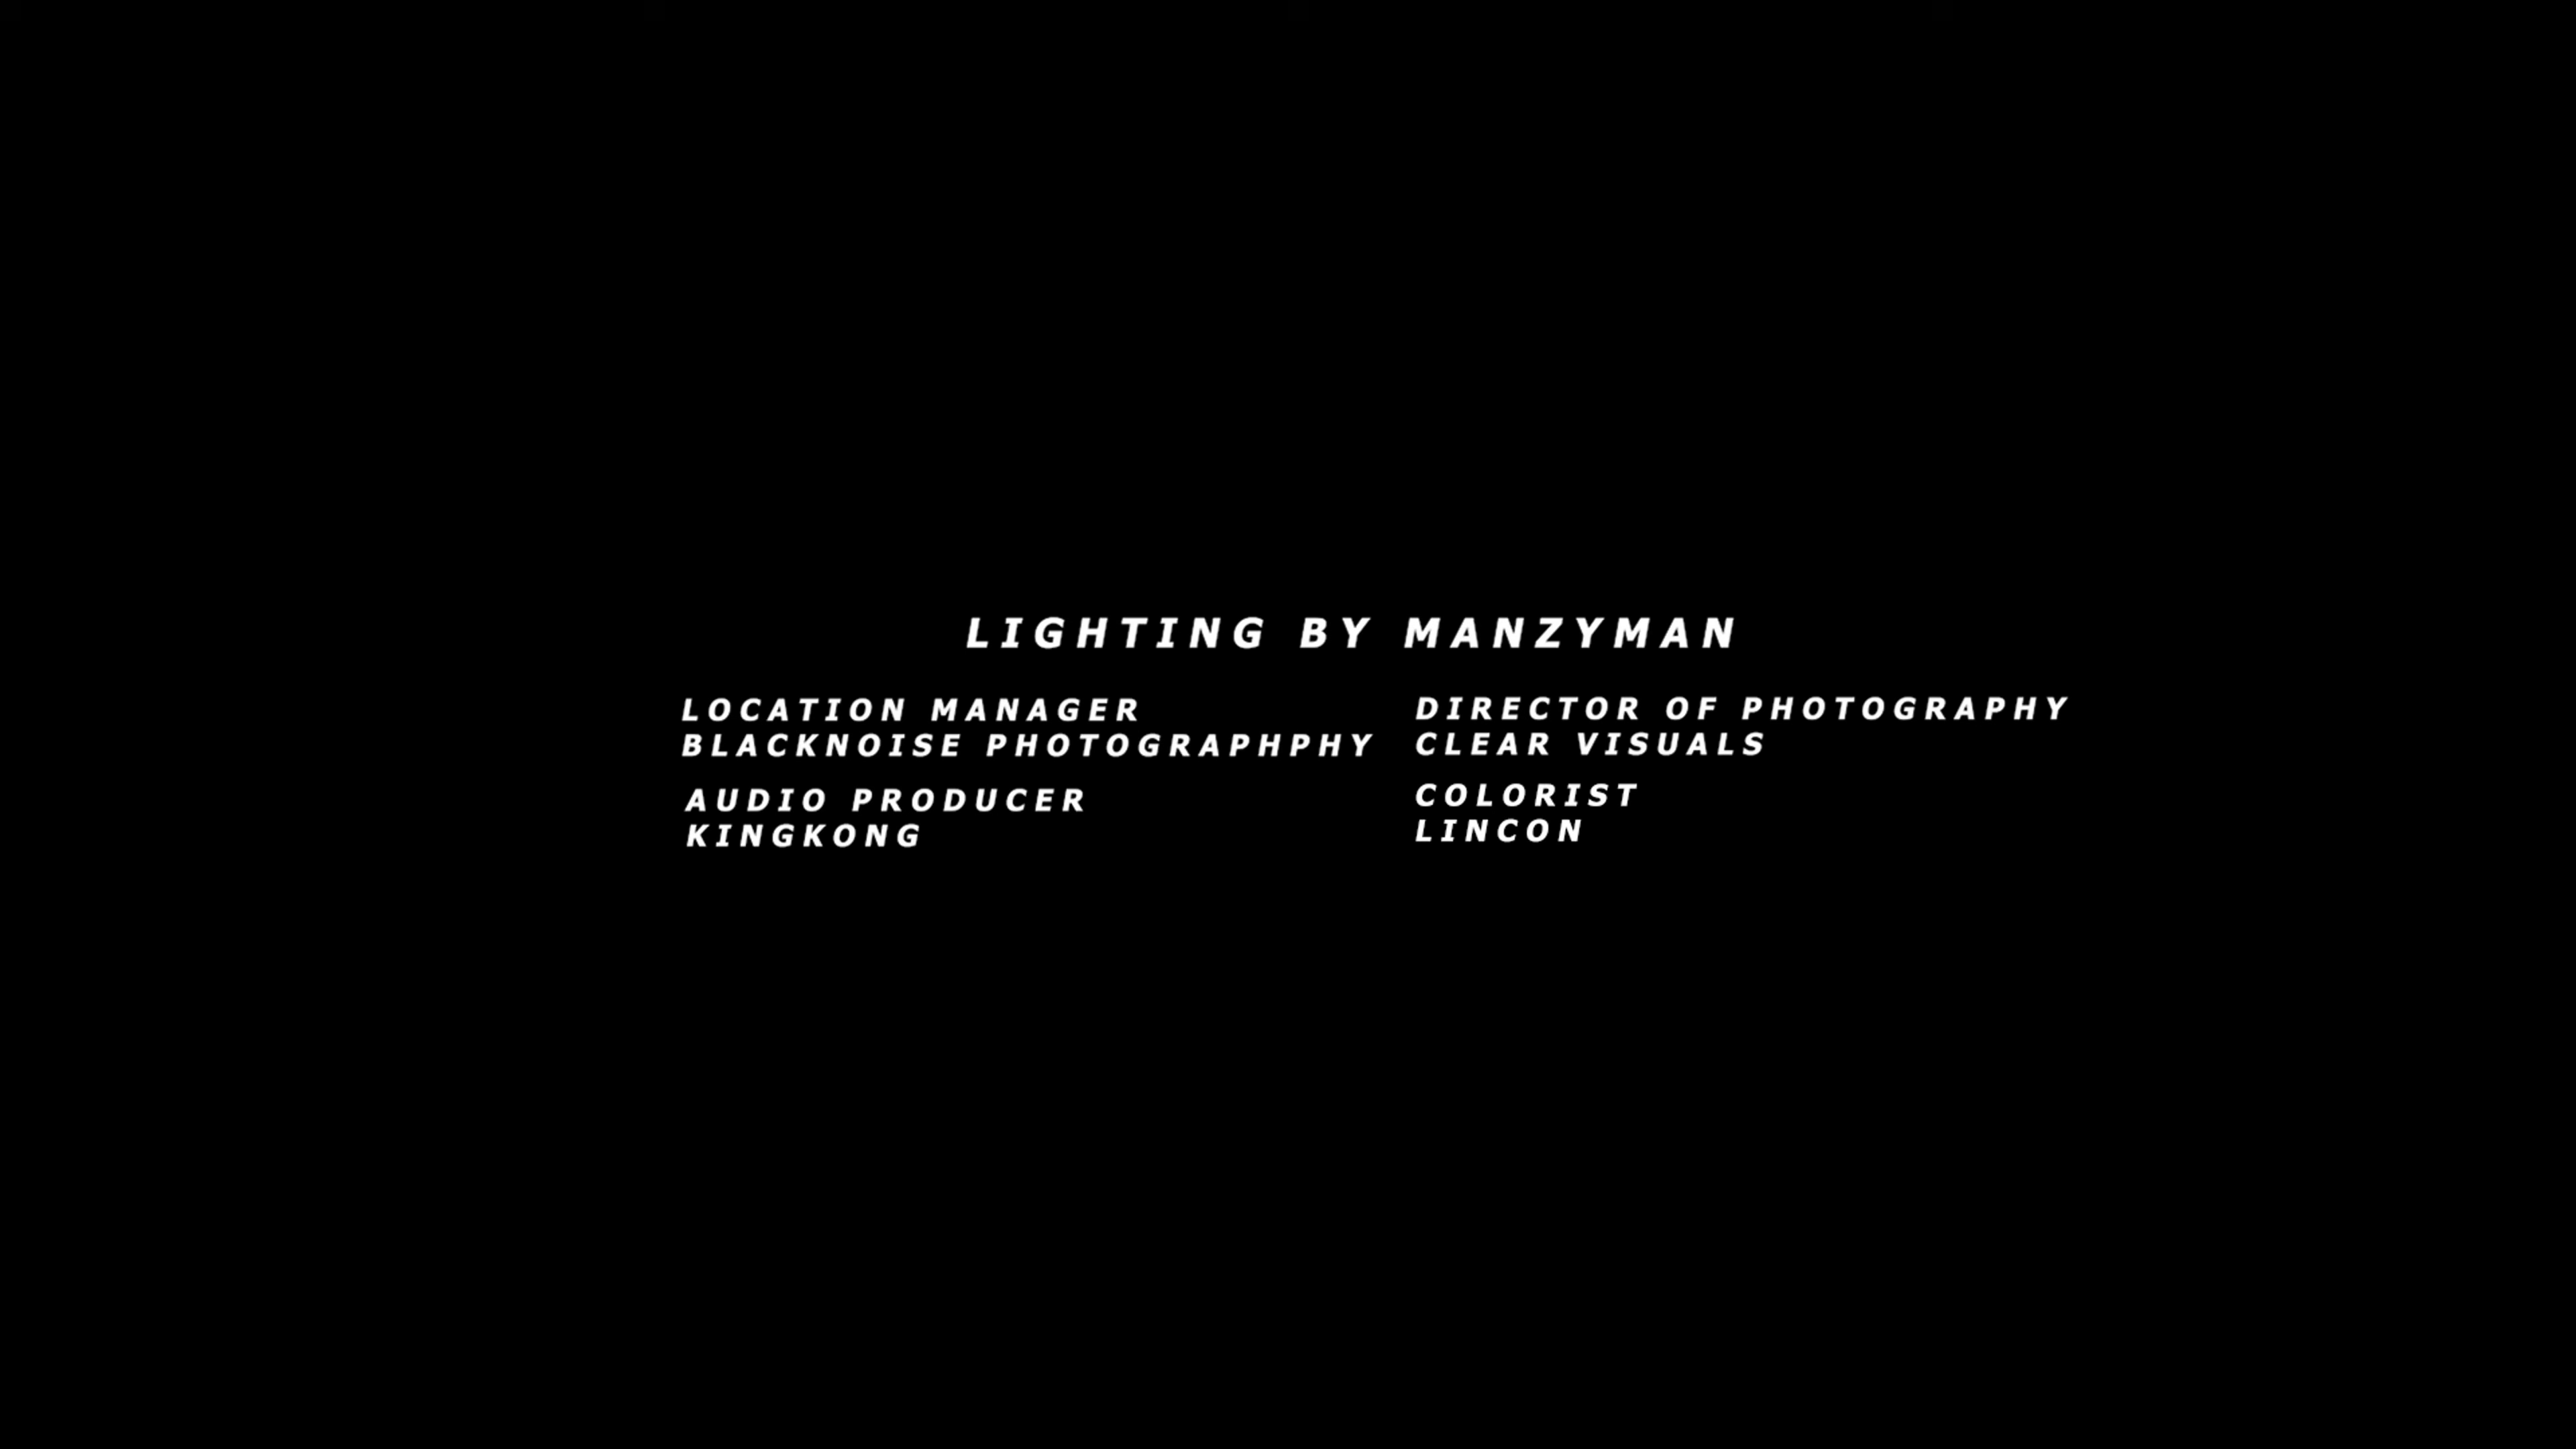 LIGHTING BY MANZYMAN
LOCATION MANAGER
BLACKNOISE PHOTOGRAPHPHY
AUDIO PRODUCER
KINGKONG
DIRECTOR OF PHOTOGRAPHY
CLEAR VISUALS
COLORIST
LINCON